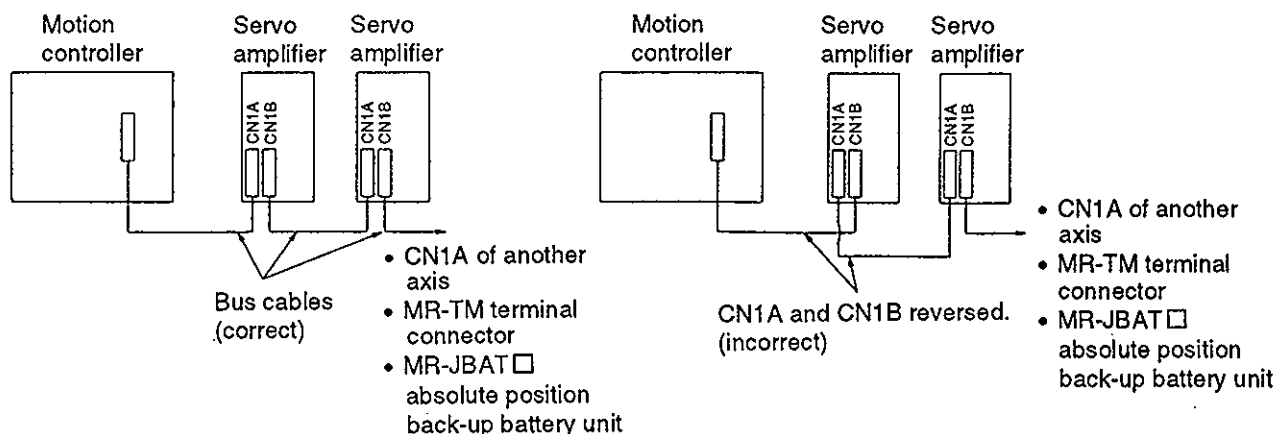 Motion
controller
Servo
amplifier
Servo
amplifier
CN1A
CN1B
CN1A
CN1B
Bus cables
(correct)
• CN1A of another
axis
• MR-TM terminal
connector
• MR-JBAT□
absolute position
back-up battery unit
Motion
controller
Servo
amplifier
Servo
amplifier
CN1A
CN1B
CN1A
CN1B
CN1A and CN1B reversed.
(incorrect)
• CN1A of another
axis
• MR-TM terminal
connector
• MR-JBAT□
absolute position
back-up battery unit